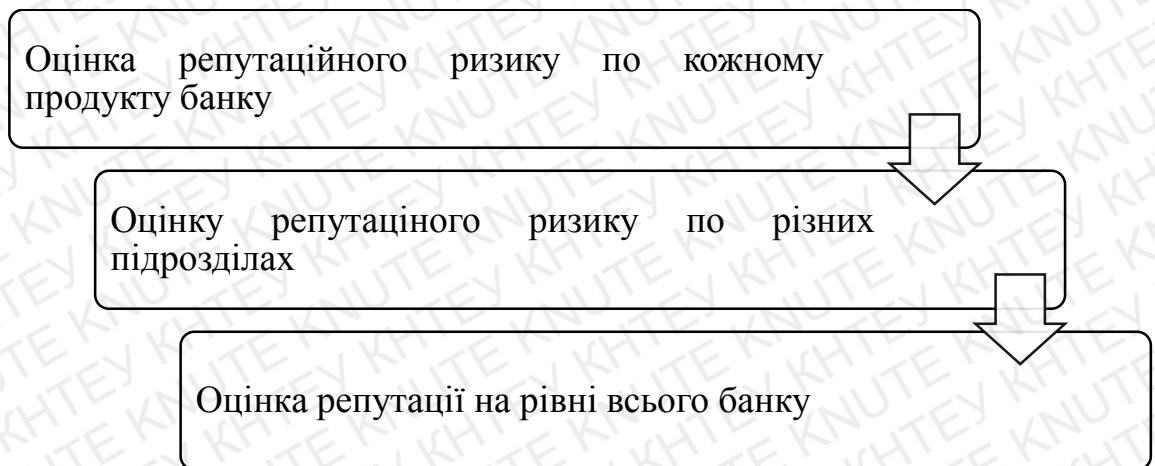 Оцінка репутаційного ризику по кожному
продукту банку
Оцінку репутаціного ризику по різних
підрозділах
Оцінка репутації на рівні всього банку